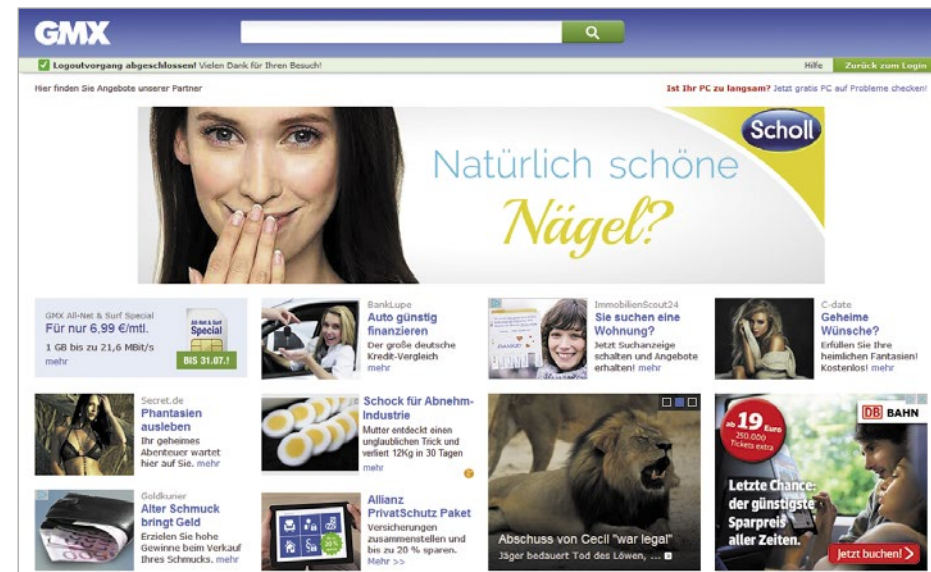 GMX
Logoutvorgang abgeschlossen! Vielen Dank für Ihren Besuch!
Hilfe
Zurück zum Login
Hier finden Sie Angebote unserer Partner
Ist Ihr PC zu langsam? Jetzt gratis PC auf Probleme checken!
Scholl
Natürlich schöne
Nägel?
GMX All-Net & Surf Special
Für nur 6,99 €/mtl.
1 GB bis zu 21,6 MBit/s
mehr
All-Net & Surf
Special
BIS 31.07.!
BankLupe
Auto günstig
finanzieren
Der große deutsche
Kredit-Vergleich
mehr
ImmobilienScout24
Sie suchen eine
Wohnung?
Jetzt Suchanzeige
schalten und Angebote
erhalten! mehr
C-date
Geheime
Wünsche?
Erfüllen Sie Ihre
heimlichen Fantasien!
Kostenlos! mehr
Secret.de
Phantasien
ausleben
Ihr geheimes
Abenteuer wartet
hier auf Sie. mehr
Schock für Abnehm-
Industrie
Mutter entdeckt einen
unglaublichen Trick und
verliert 12Kg in 30 Tagen
mehr
Abschuss von Cecil "war legal"
Jäger bedauert Tod des Löwen, ...
ab 19 Euro
250.000
Tickets extra
DB BAHN
Letzte Chance:
der günstigste
Sparpreis
aller Zeiten.
Jetzt buchen!
Goldkurier
Alter Schmuck
bringt Geld
Erzielen Sie hohe
Gewinne beim Verkauf
Ihres Schmucks. mehr
Allianz
PrivatSchutz Paket
Versicherungen
zusammenstellen und
bis zu 20 % sparen.
Mehr >>